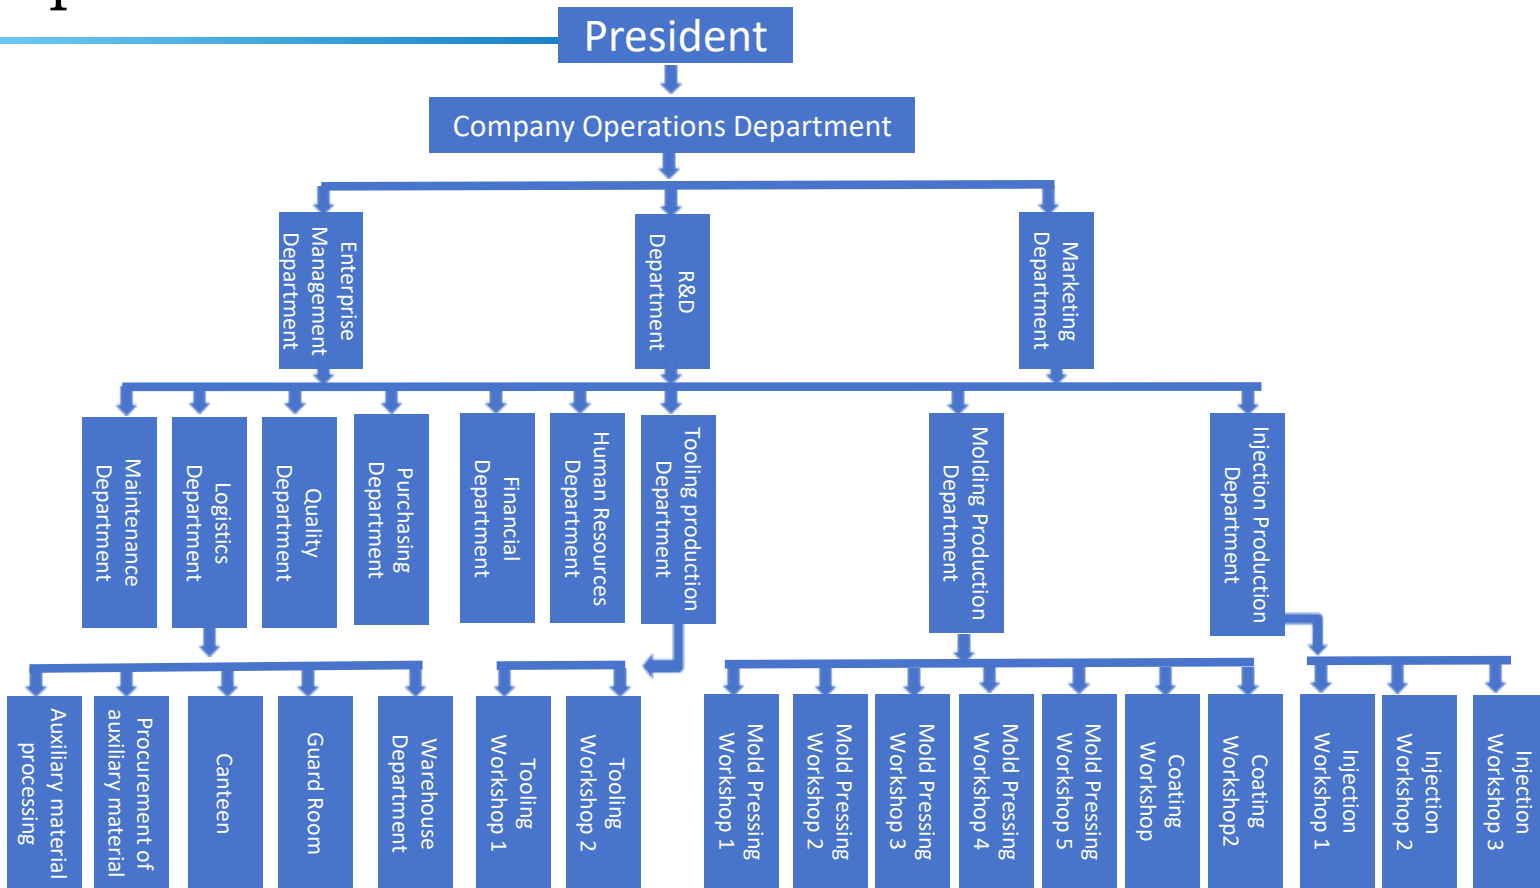 President
Company Operations Department
Enterprise
Management
Department
R&D
Department
Marketing
Department
Maintenance
Department
Logistics
Department
Quality
Department
Purchasing
Department
Financial
Department
Human Resources
Department
Tooling production
Department
Molding Production
Department
Injection Production
Department
Auxiliary material
processing
Procurement of
auxiliary material
Canteen
Guard Room
Warehouse
Department
Tooling
Workshop 1
Tooling
Workshop 2
Mold Pressing
Workshop 1
Mold Pressing
Workshop 2
Mold Pressing
Workshop 3
Mold Pressing
Workshop 4
Mold Pressing
Workshop 5
Coating
Workshop
Coating
Workshop2
Injection
Workshop 1
Injection
Workshop 2
Injection
Workshop 3